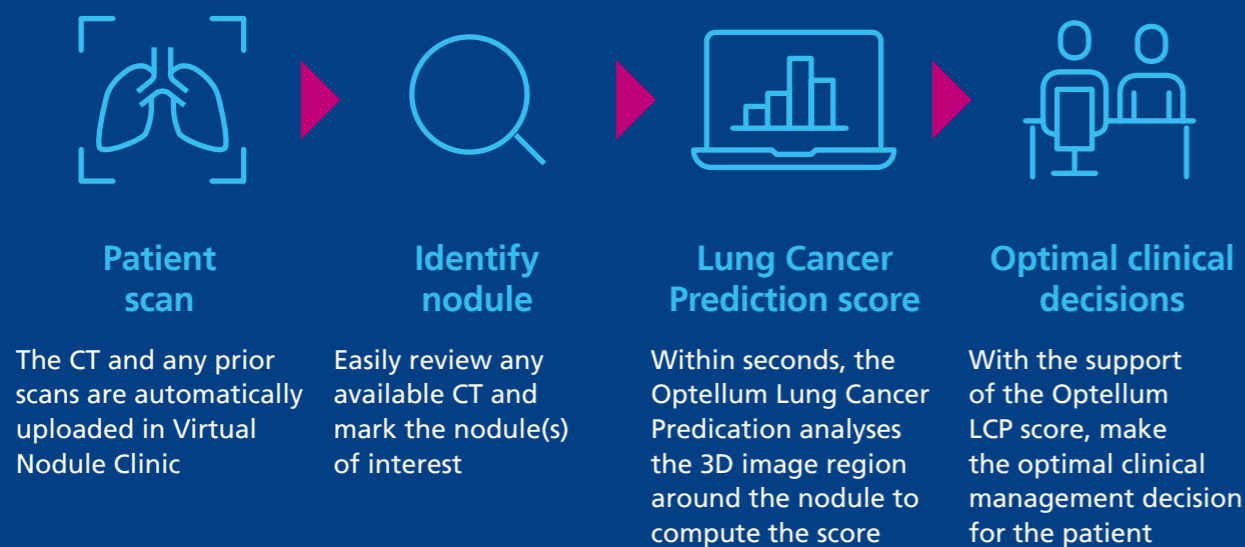 Patient
scan
The CT and any prior
scans are automatically
uploaded in Virtual
Nodule Clinic
Identify
nodule
Easily review any
available CT and
mark the nodule(s)
of interest
Lung Cancer
Prediction score
Within seconds, the
Optellum Lung Cancer
Predication analyses
the 3D image region
around the nodule to
compute the score
Optimal clinical
decisions
With the support
of the Optellum
LCP score, make
the optimal clinical
management decision
for the patient